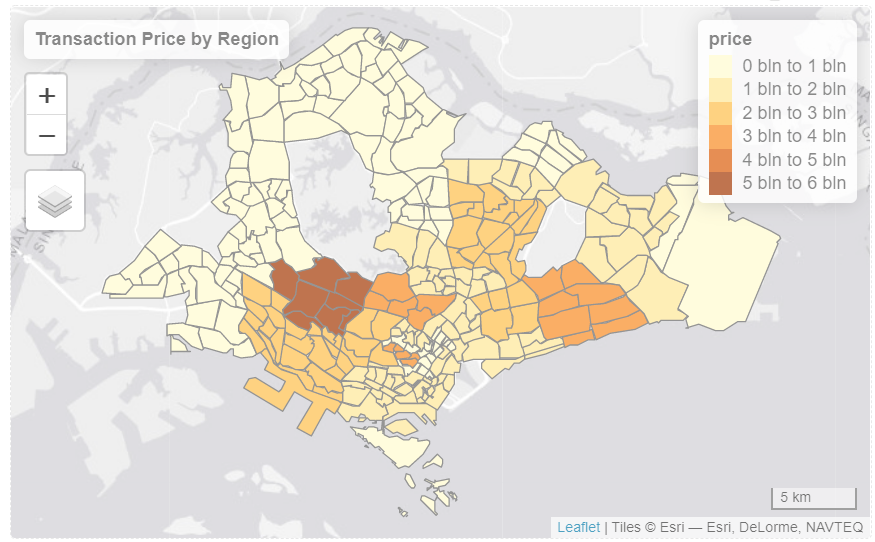 Transaction Price by Region
+
−
price
0 bln to 1 bln
1 bln to 2 bln
2 bln to 3 bln
3 bln to 4 bln
4 bln to 5 bln
5 bln to 6 bln
5 km
Leaflet | Tiles © Esri — Esri, DeLorme, NAVTEQ